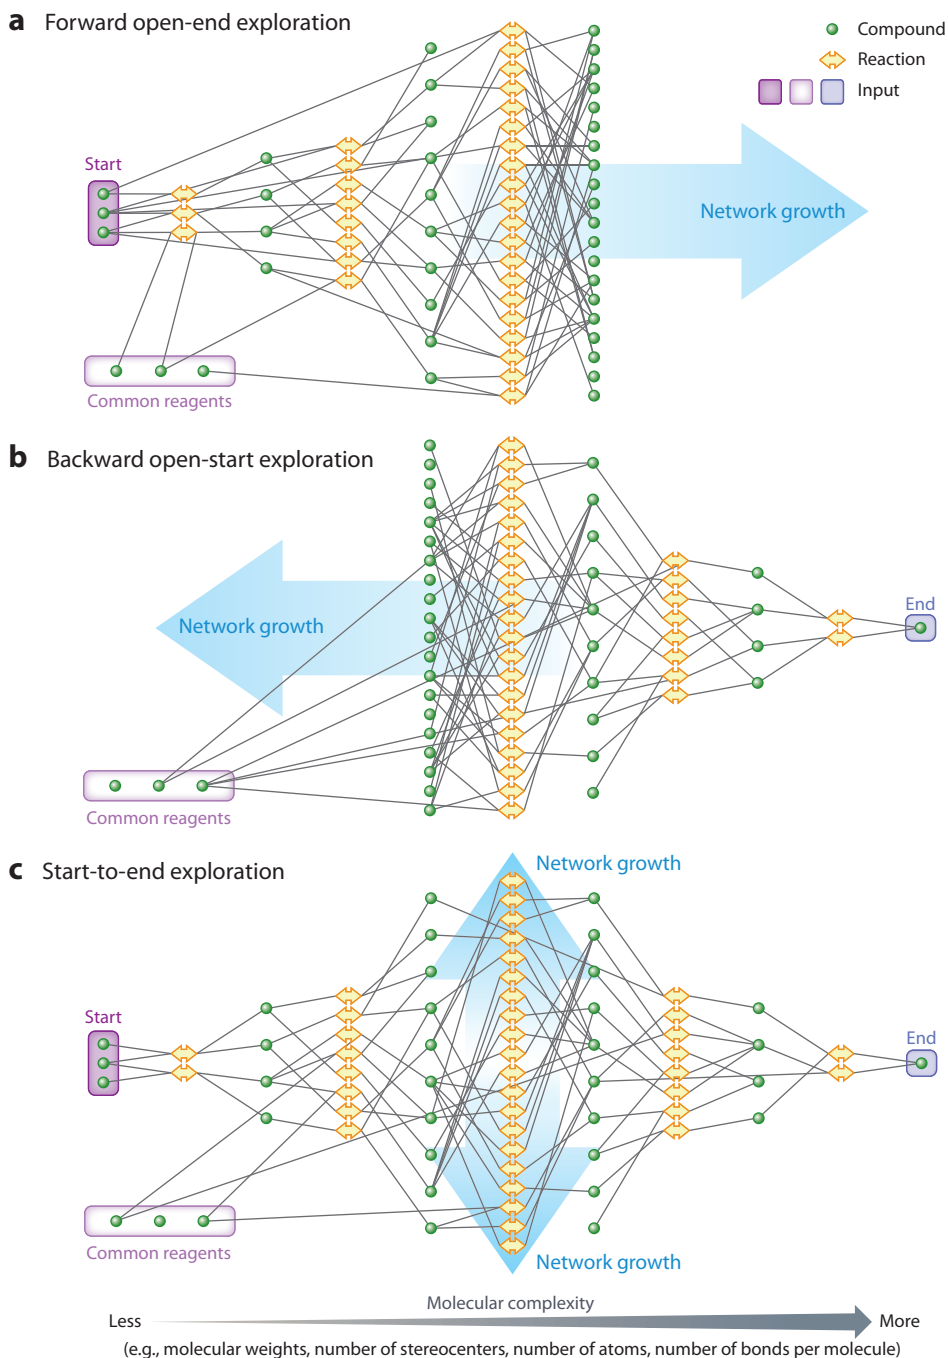 a Forward open-end exploration
Compound
Reaction
Input
Start
Network growth
Common reagents
b Backward open-start exploration
Network growth
End
Common reagents
c Start-to-end exploration
Network growth
Start
End
Common reagents
Network growth
Molecular complexity
Less More
(e.g., molecular weights, number of stereocenters, number of atoms, number of bonds per molecule)